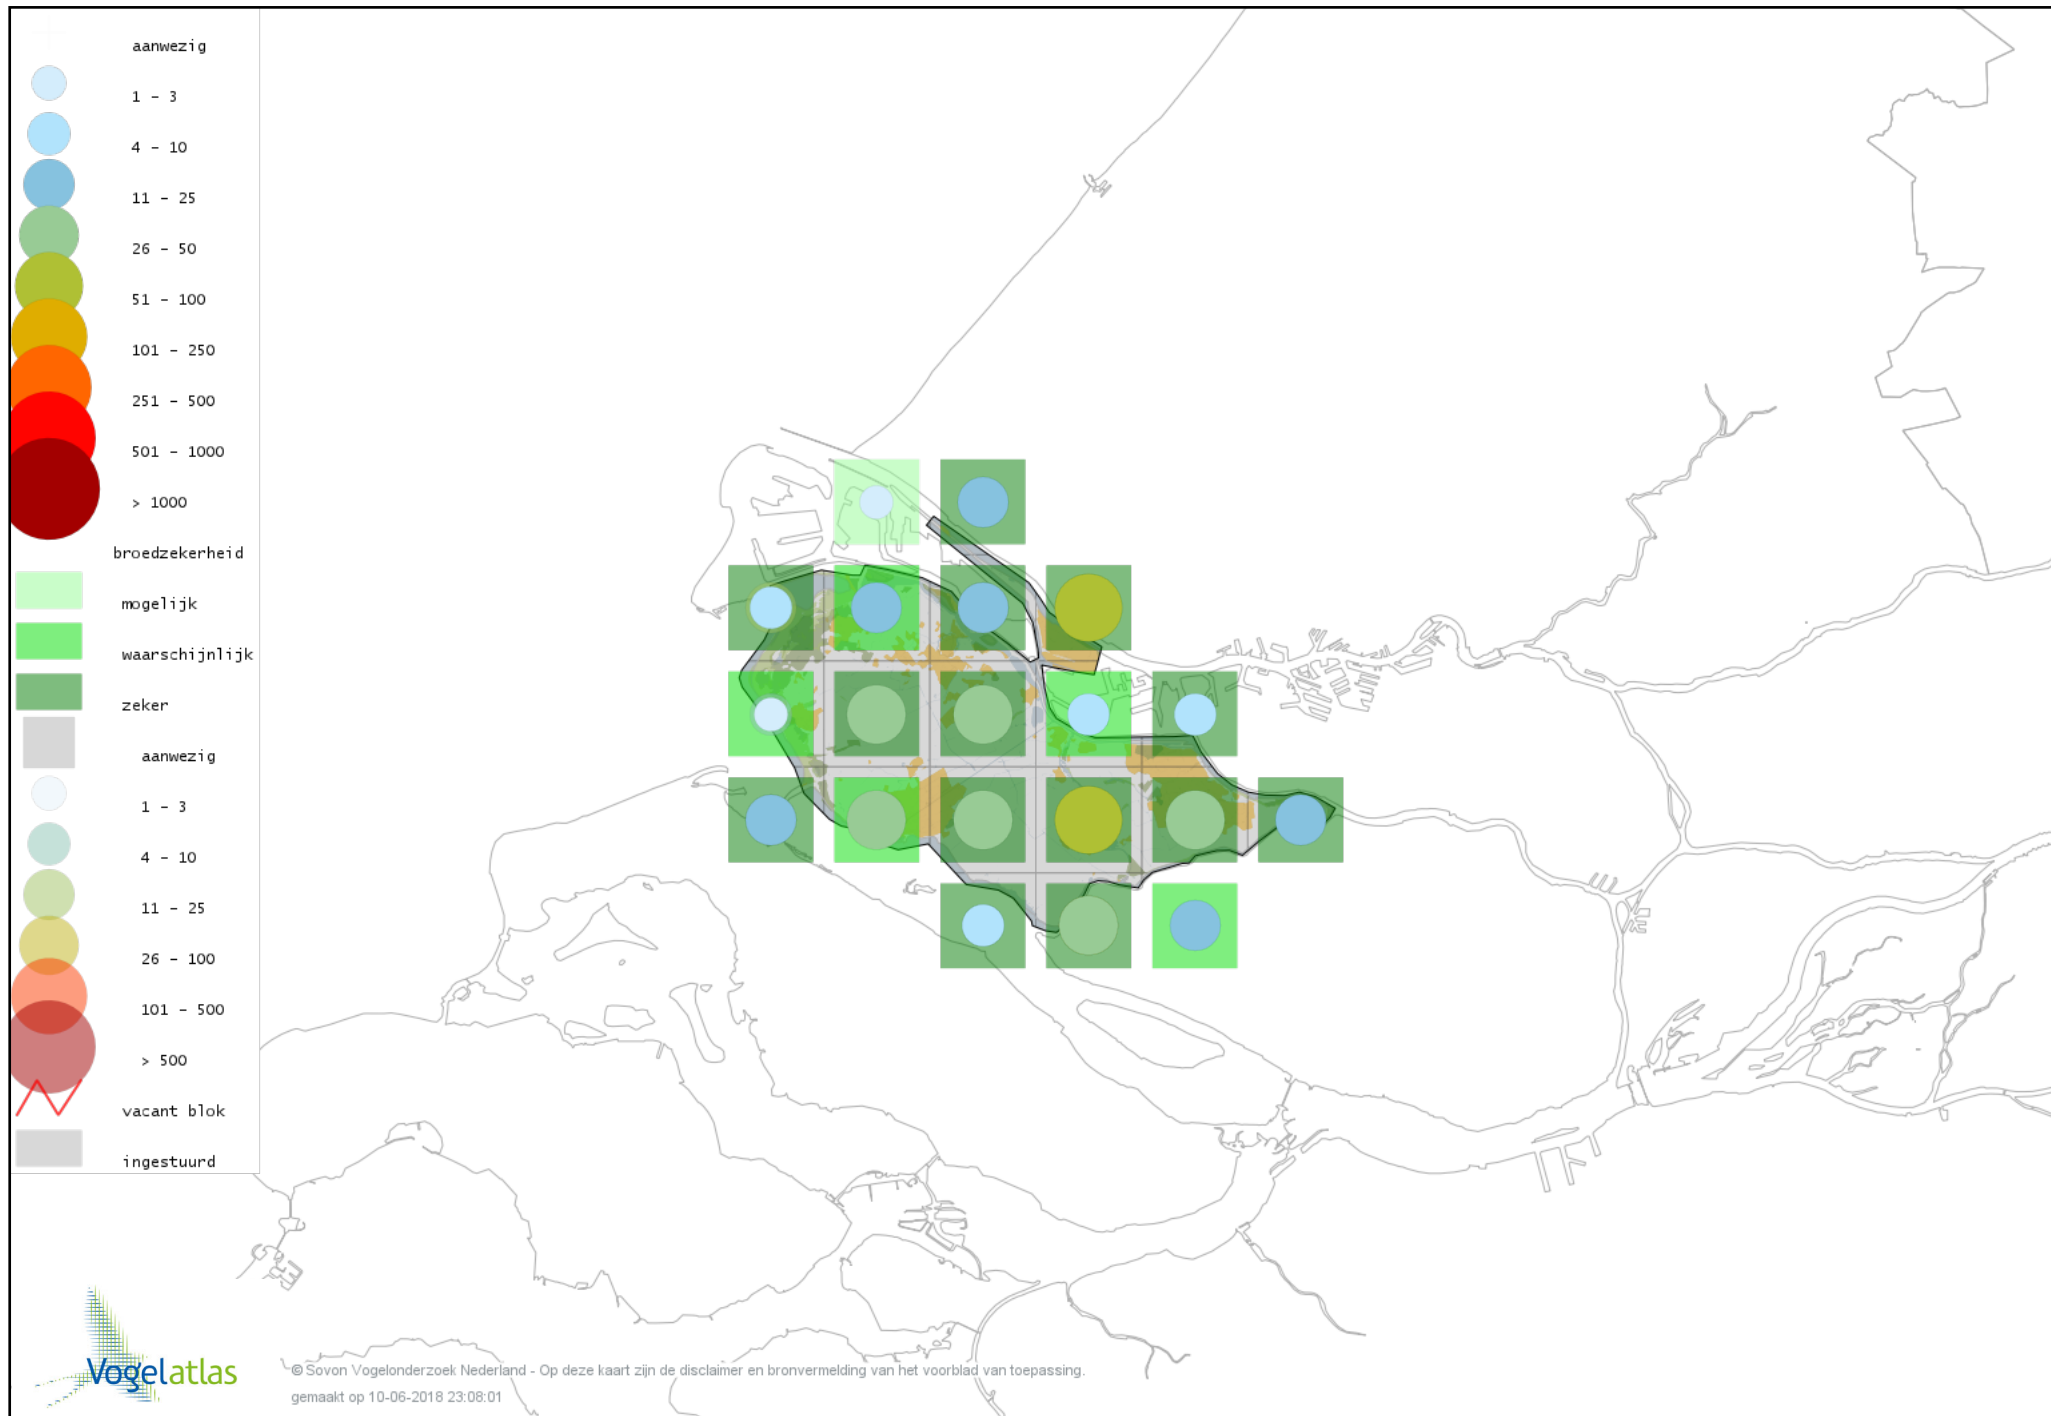 aanwezig
1 - 3
4 - 10
11 - 25
26 - 50
51 - 100
101 - 250
251 - 500
501 - 1000
> 1000
broedzekerheid
mogelijk
waarschijnlijk
zeker
aanwezig
1 - 3
4 - 10
11 - 25
26 - 100
101 - 500
> 500
vacant blok
ingestuurd
Vogelatlas
© Sovon Vogelonderzoek Nederland - Op deze kaart zijn de disclaimer en bronvermelding van het voorblad van toepassing.
gemaakt op 10-06-2018 23:08:01